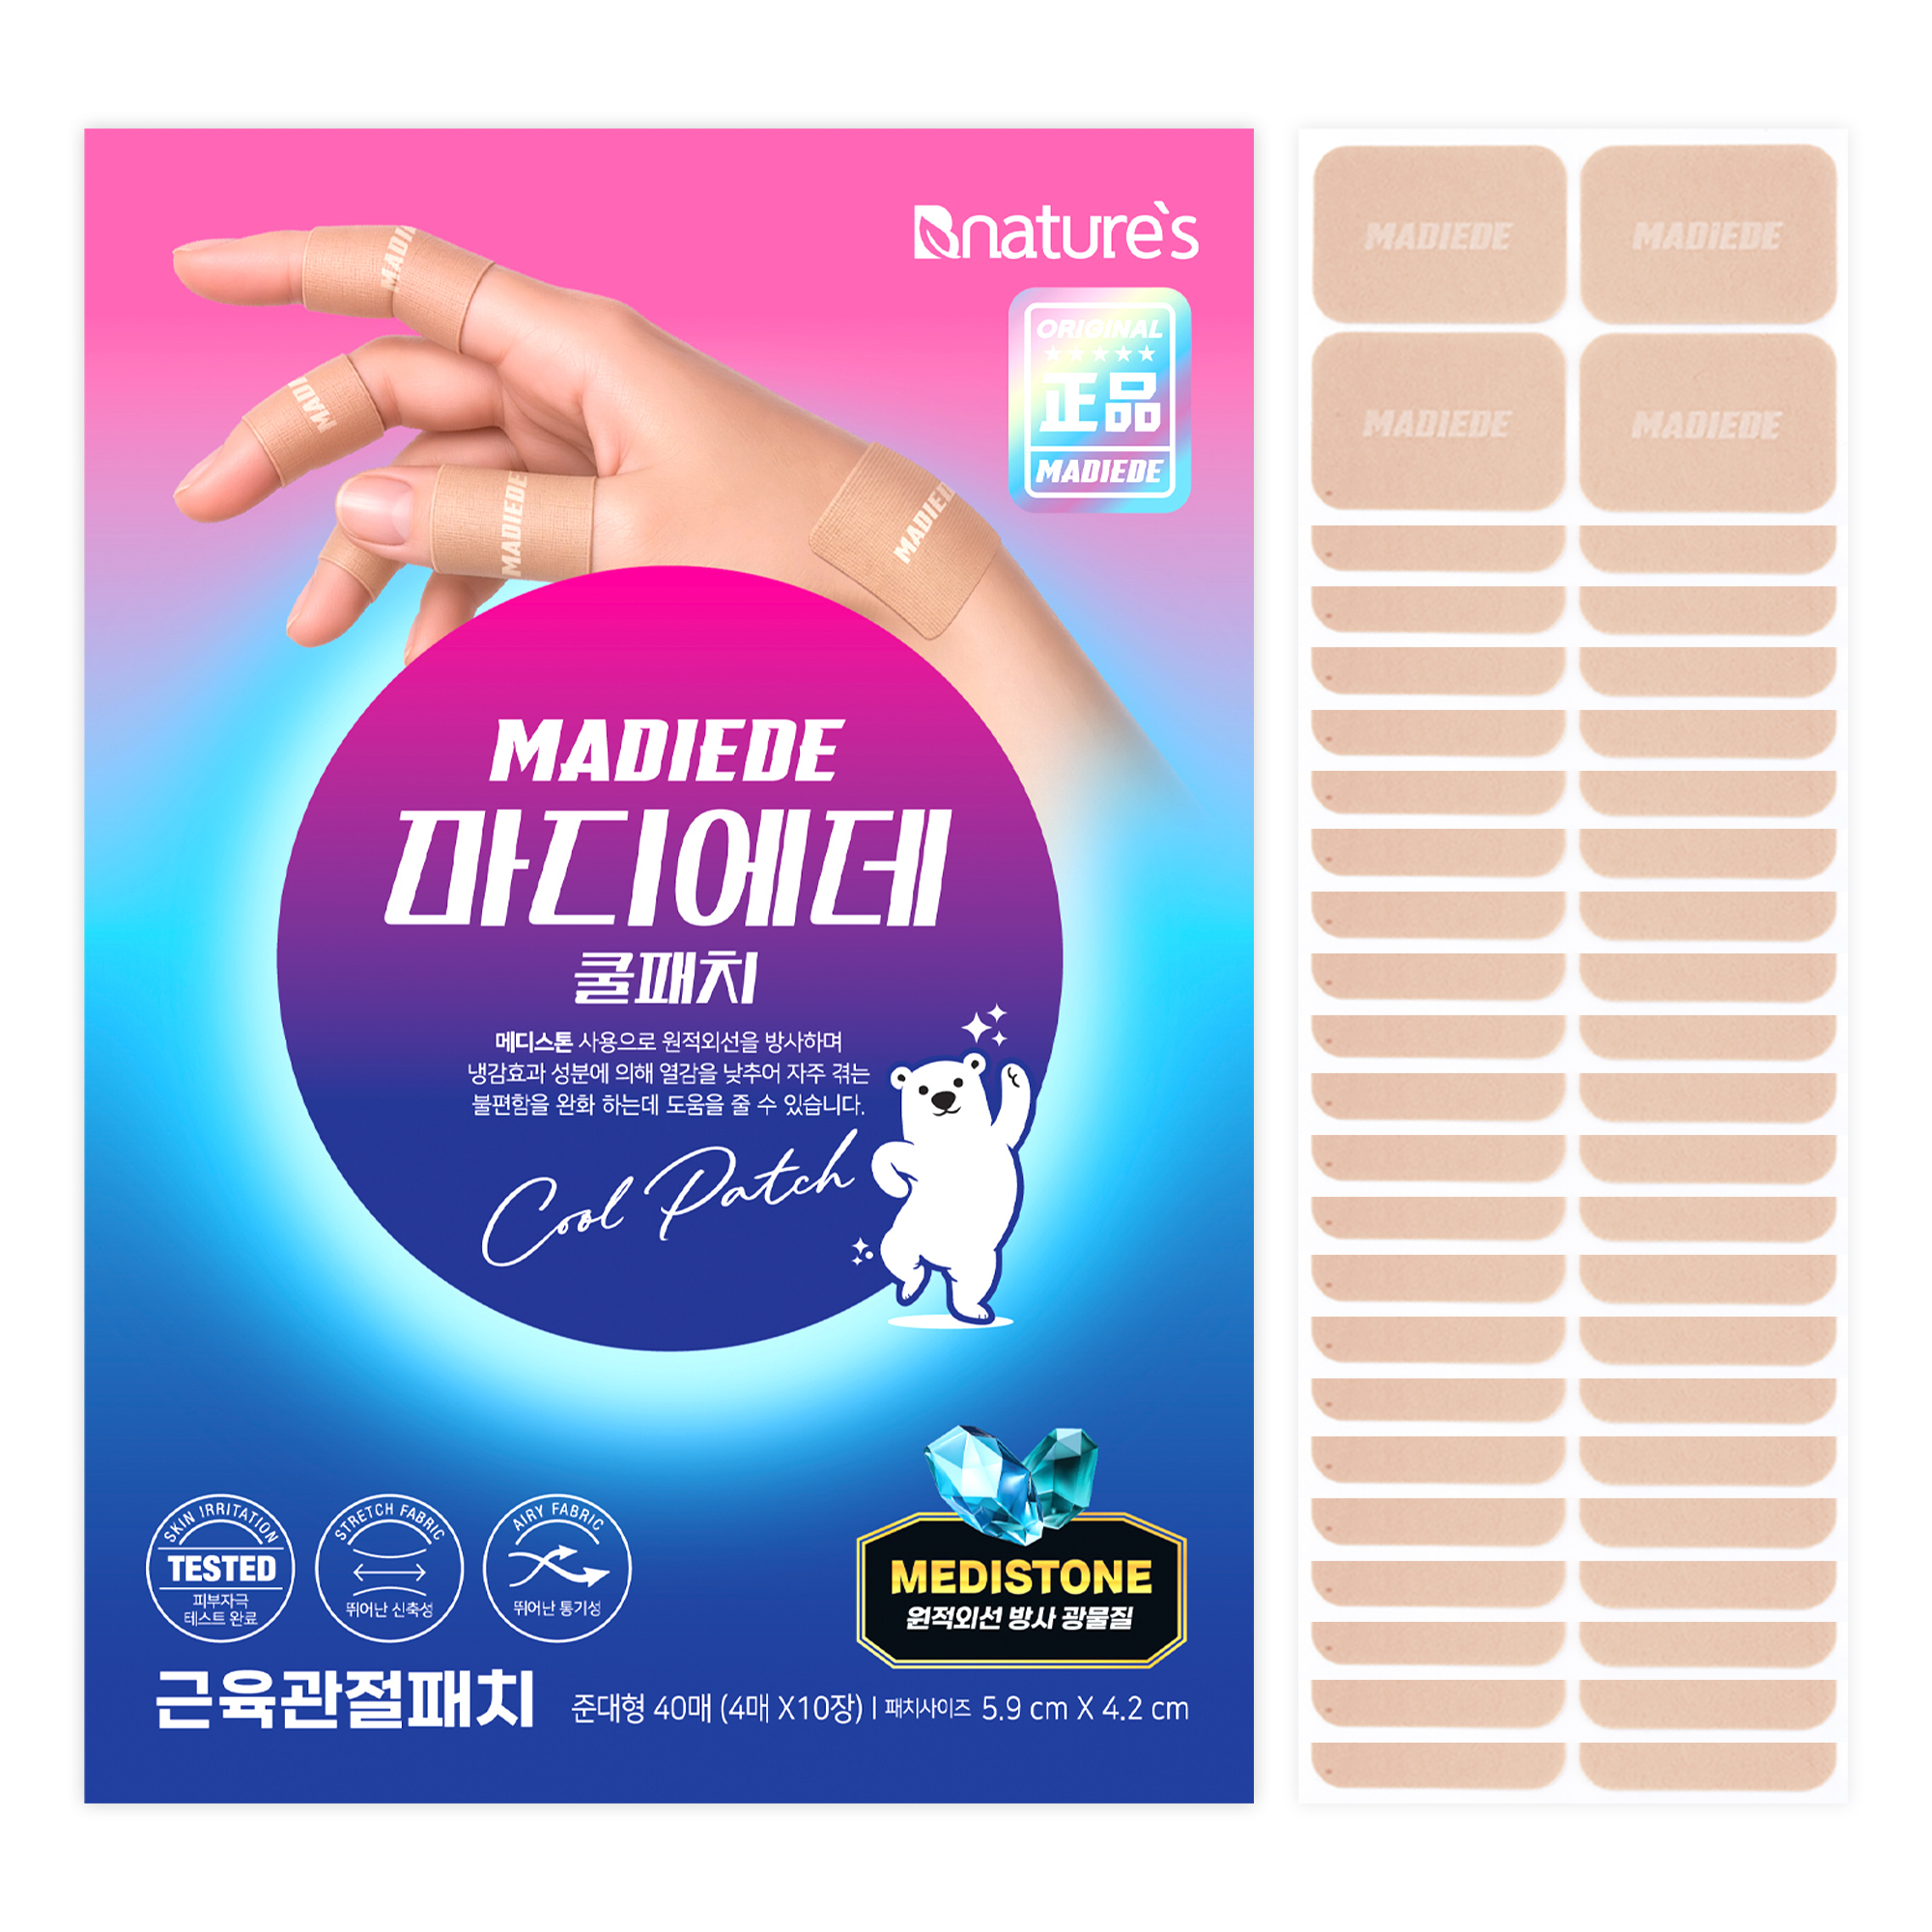 Bnature's
ORIGINAL
正品
MADIEDE
MADI
MADI
MADI
MADIEDE
MADIED
MADIEDE
마디에데
쿨패치
메디스톤 사용으로 원적외선을 방사하며
냉감효과 성분에 의해 열감을 낮추어 자주 겪는
불편함을 완화 하는데 도움을 줄 수 있습니다.
Cool Patch
SKIN IRRITATION
TESTED
피부자극
테스트 완료
STRETCH FABRIC
뛰어난 신축성
AIRY FABRIC
뛰어난 통기성
MEDISTONE
원적외선 방사 광물질
근육관절패치
준대형 40매 (4매 X10장) | 패치사이즈 5.9 cm X 4.2 cm
MADIEDE MADIEDE
MADIEDE MADIEDE